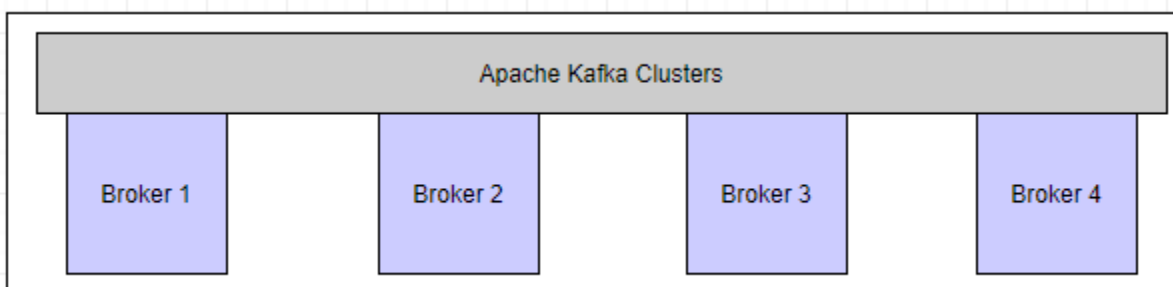 Apache Kafka Clusters
Broker 1
Broker 2
Broker 3
Broker 4